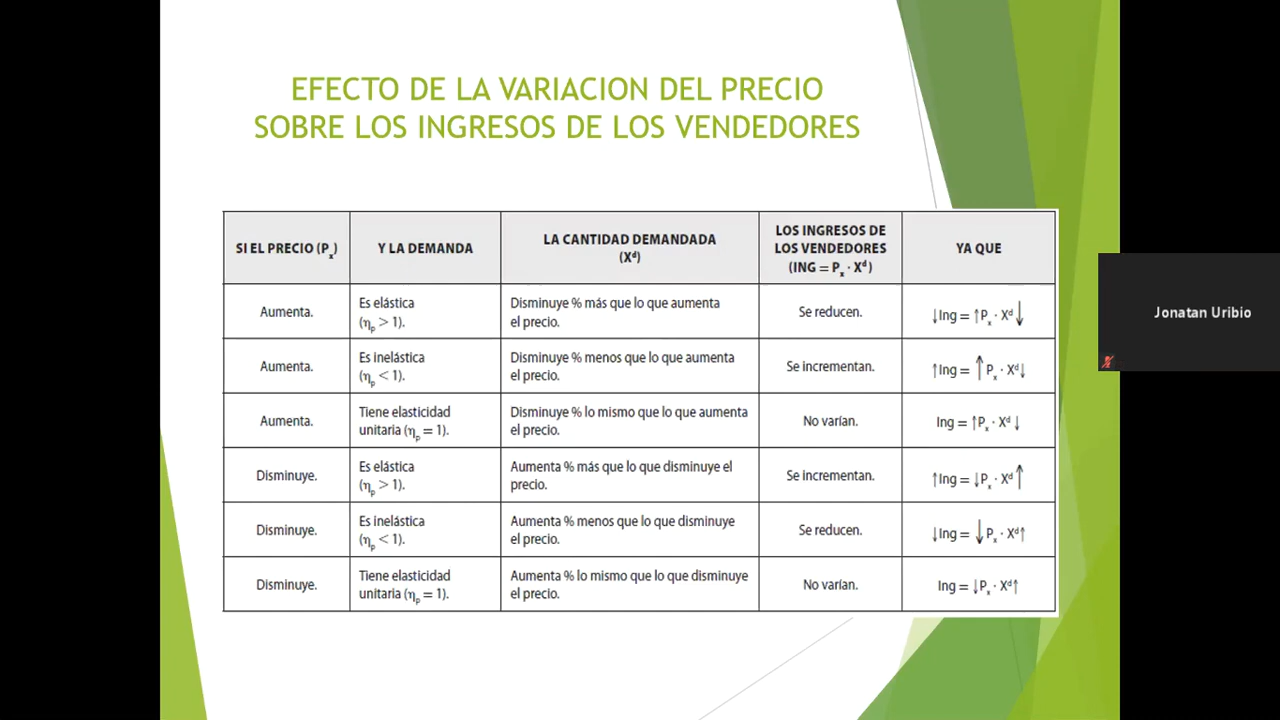 EFECTO DE LA VARIACION DEL PRECIO
SOBRE LOS INGRESOS DE LOS VENDEDORES
SI EL PRECIO (Pₓ)
Y LA DEMANDA
LA CANTIDAD DEMANDADA
(Xᵈ)
LOS INGRESOS DE
LOS VENDEDORES
(ING = Pₓ · Xᵈ)
YA QUE
Aumenta.
Es elástica
(ηₚ > 1).
Disminuye % más que lo que aumenta
el precio.
Se reducen.
↓Ing = ↑Pₓ · Xᵈ↓
Aumenta.
Es inelástica
(ηₚ < 1).
Disminuye % menos que lo que aumenta
el precio.
Se incrementan.
↑Ing = ↑Pₓ · Xᵈ↓
Aumenta.
Tiene elasticidad
unitaria (ηₚ = 1).
Disminuye % lo mismo que lo que aumenta
el precio.
No varían.
Ing = ↑Pₓ · Xᵈ↓
Disminuye.
Es elástica
(ηₚ > 1).
Aumenta % más que lo que disminuye el
precio.
Se incrementan.
↑Ing = ↓Pₓ · Xᵈ↑
Disminuye.
Es inelástica
(ηₚ < 1).
Aumenta % menos que lo que disminuye
el precio.
Se reducen.
↓Ing = ↓Pₓ · Xᵈ↑
Disminuye.
Tiene elasticidad
unitaria (ηₚ = 1).
Aumenta % lo mismo que lo que disminuye
el precio.
No varían.
Ing = ↓Pₓ · Xᵈ↑
Jonatan Uribio